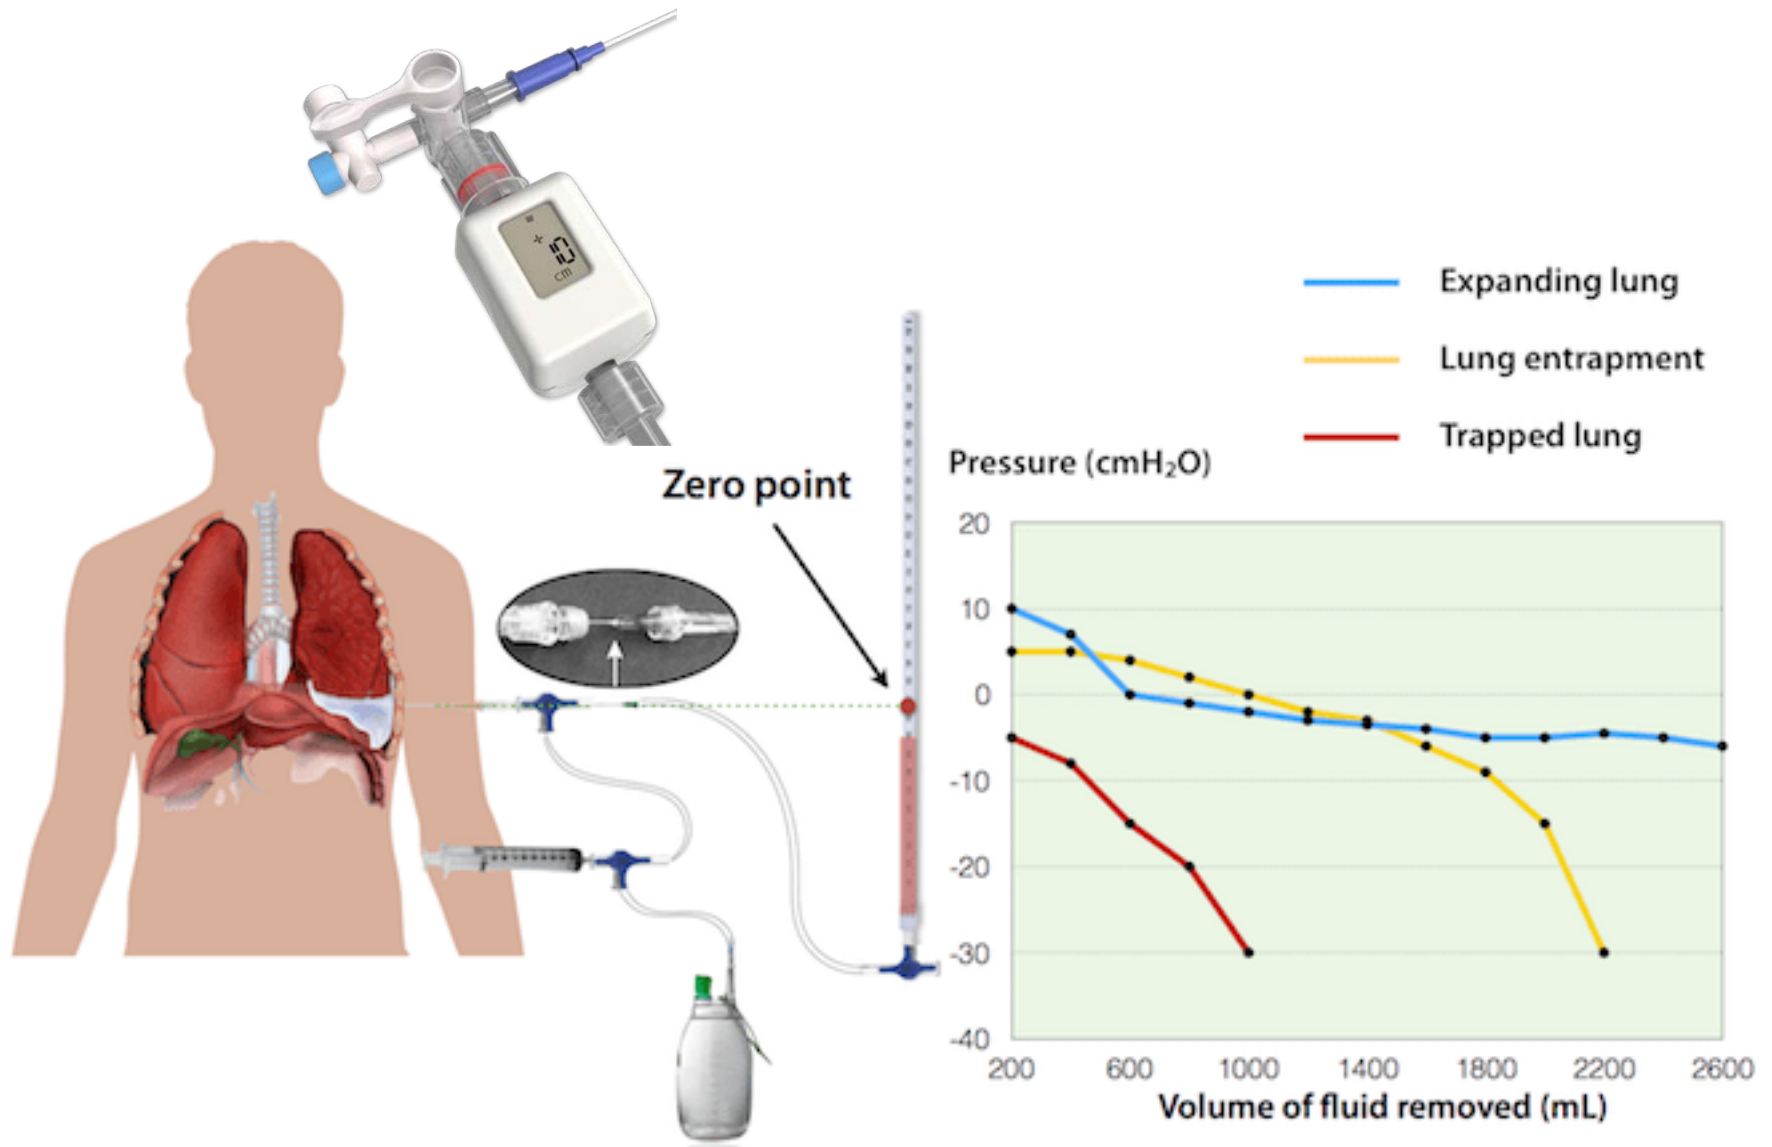 +10
cm
Zero point
Expanding lung
Lung entrapment
Trapped lung
Pressure (cmH₂O)
20
10
0
-10
-20
-30
-40
200 600 1000 1400 1800 2200 2600
Volume of fluid removed (mL)